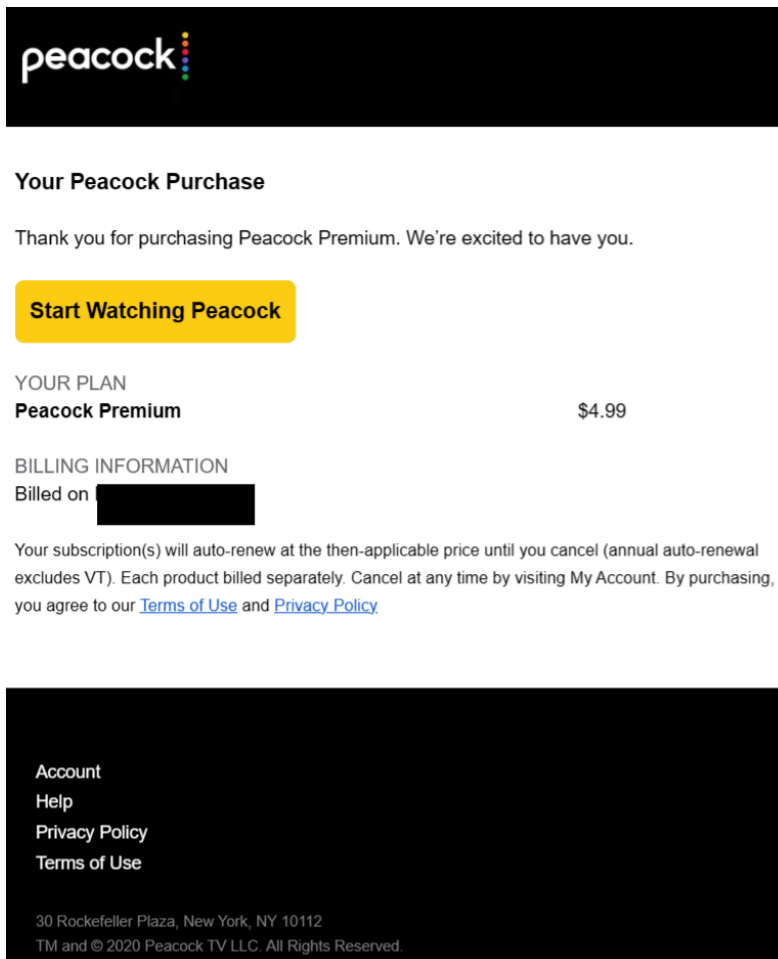 peacock
Your Peacock Purchase
Thank you for purchasing Peacock Premium. We’re excited to have you.
Start Watching Peacock
YOUR PLAN
Peacock Premium $4.99
BILLING INFORMATION
Billed on
Your subscription(s) will auto-renew at the then-applicable price until you cancel (annual auto-renewal
excludes VT). Each product billed separately. Cancel at any time by visiting My Account. By purchasing,
you agree to our Terms of Use and Privacy Policy
Account
Help
Privacy Policy
Terms of Use
30 Rockefeller Plaza, New York, NY 10112
TM and © 2020 Peacock TV LLC. All Rights Reserved.